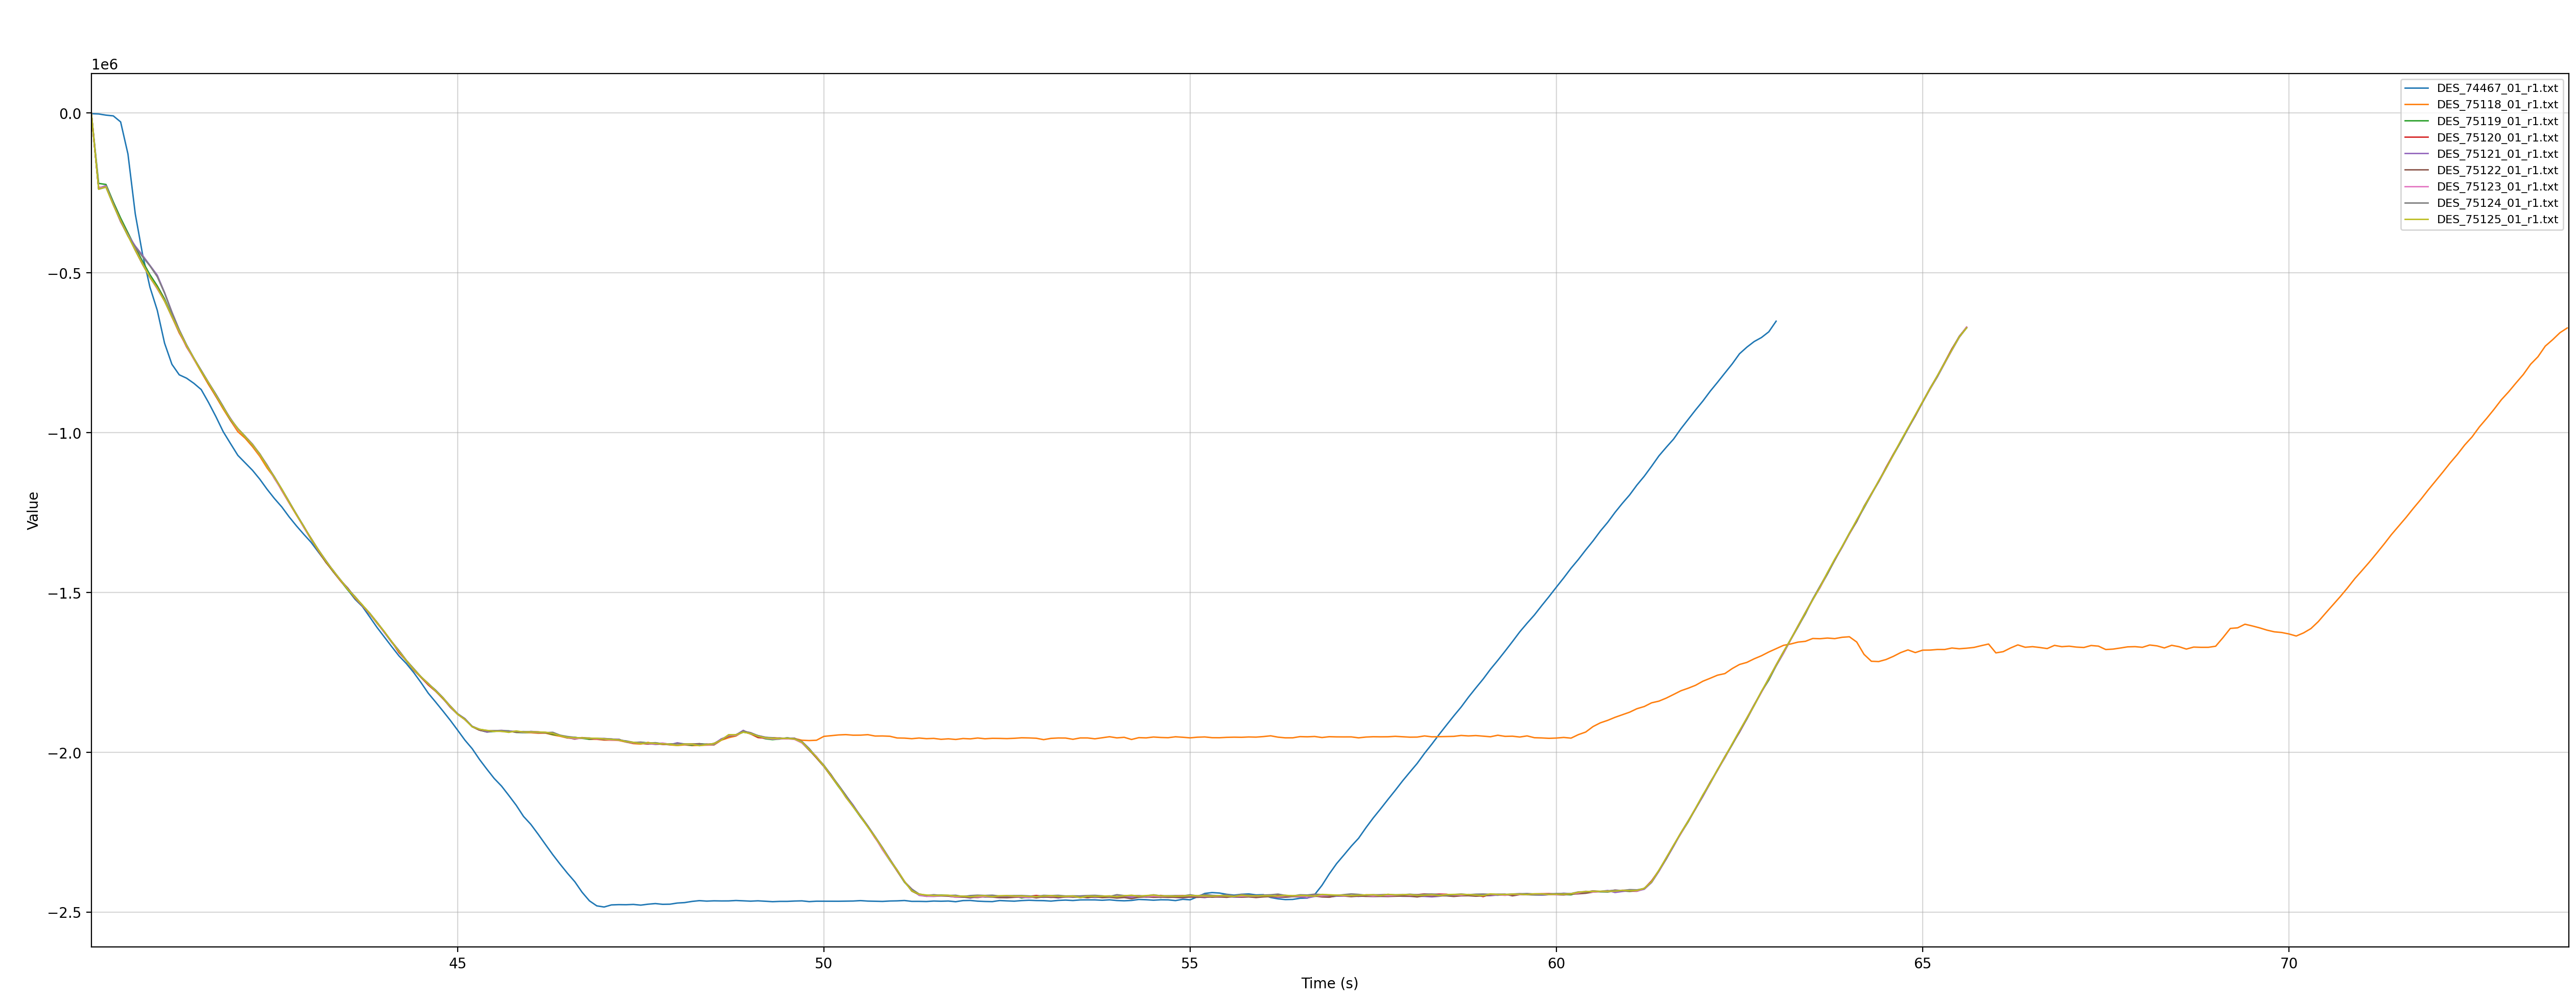 1e6
0.0
−0.5
−1.0
−1.5
−2.0
−2.5
Value
45
50
55
60
65
70
Time (s)
DES_74467_01_r1.txt
DES_75118_01_r1.txt
DES_75119_01_r1.txt
DES_75120_01_r1.txt
DES_75121_01_r1.txt
DES_75122_01_r1.txt
DES_75123_01_r1.txt
DES_75124_01_r1.txt
DES_75125_01_r1.txt